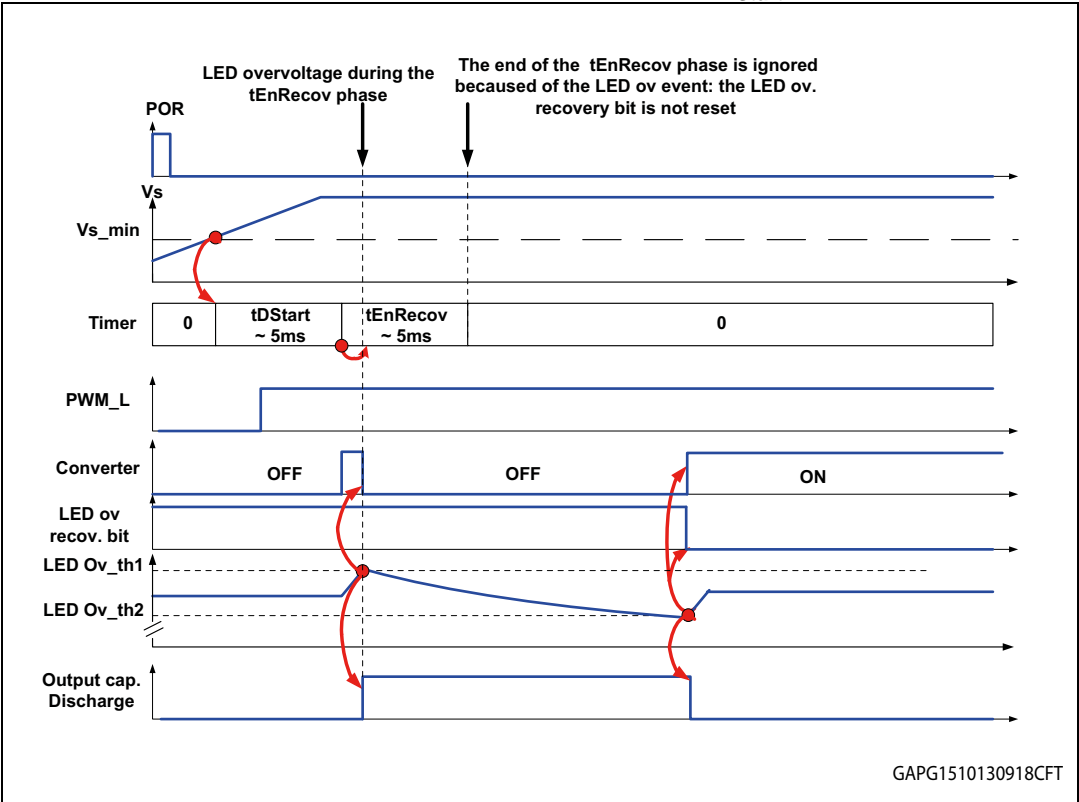 LED overvoltage during the
tEnRecov phase
The end of the  tEnRecov phase is ignored
becaused of the LED ov event: the LED ov.
recovery bit is not reset
POR
Vs
Vs_min
Timer
0
tDStart
~ 5ms
tEnRecov
~ 5ms
0
PWM_L
Converter
OFF
OFF
ON
LED ov
recov. bit
LED Ov_th1
LED Ov_th2
Output cap.
Discharge
GAPG1510130918CFT